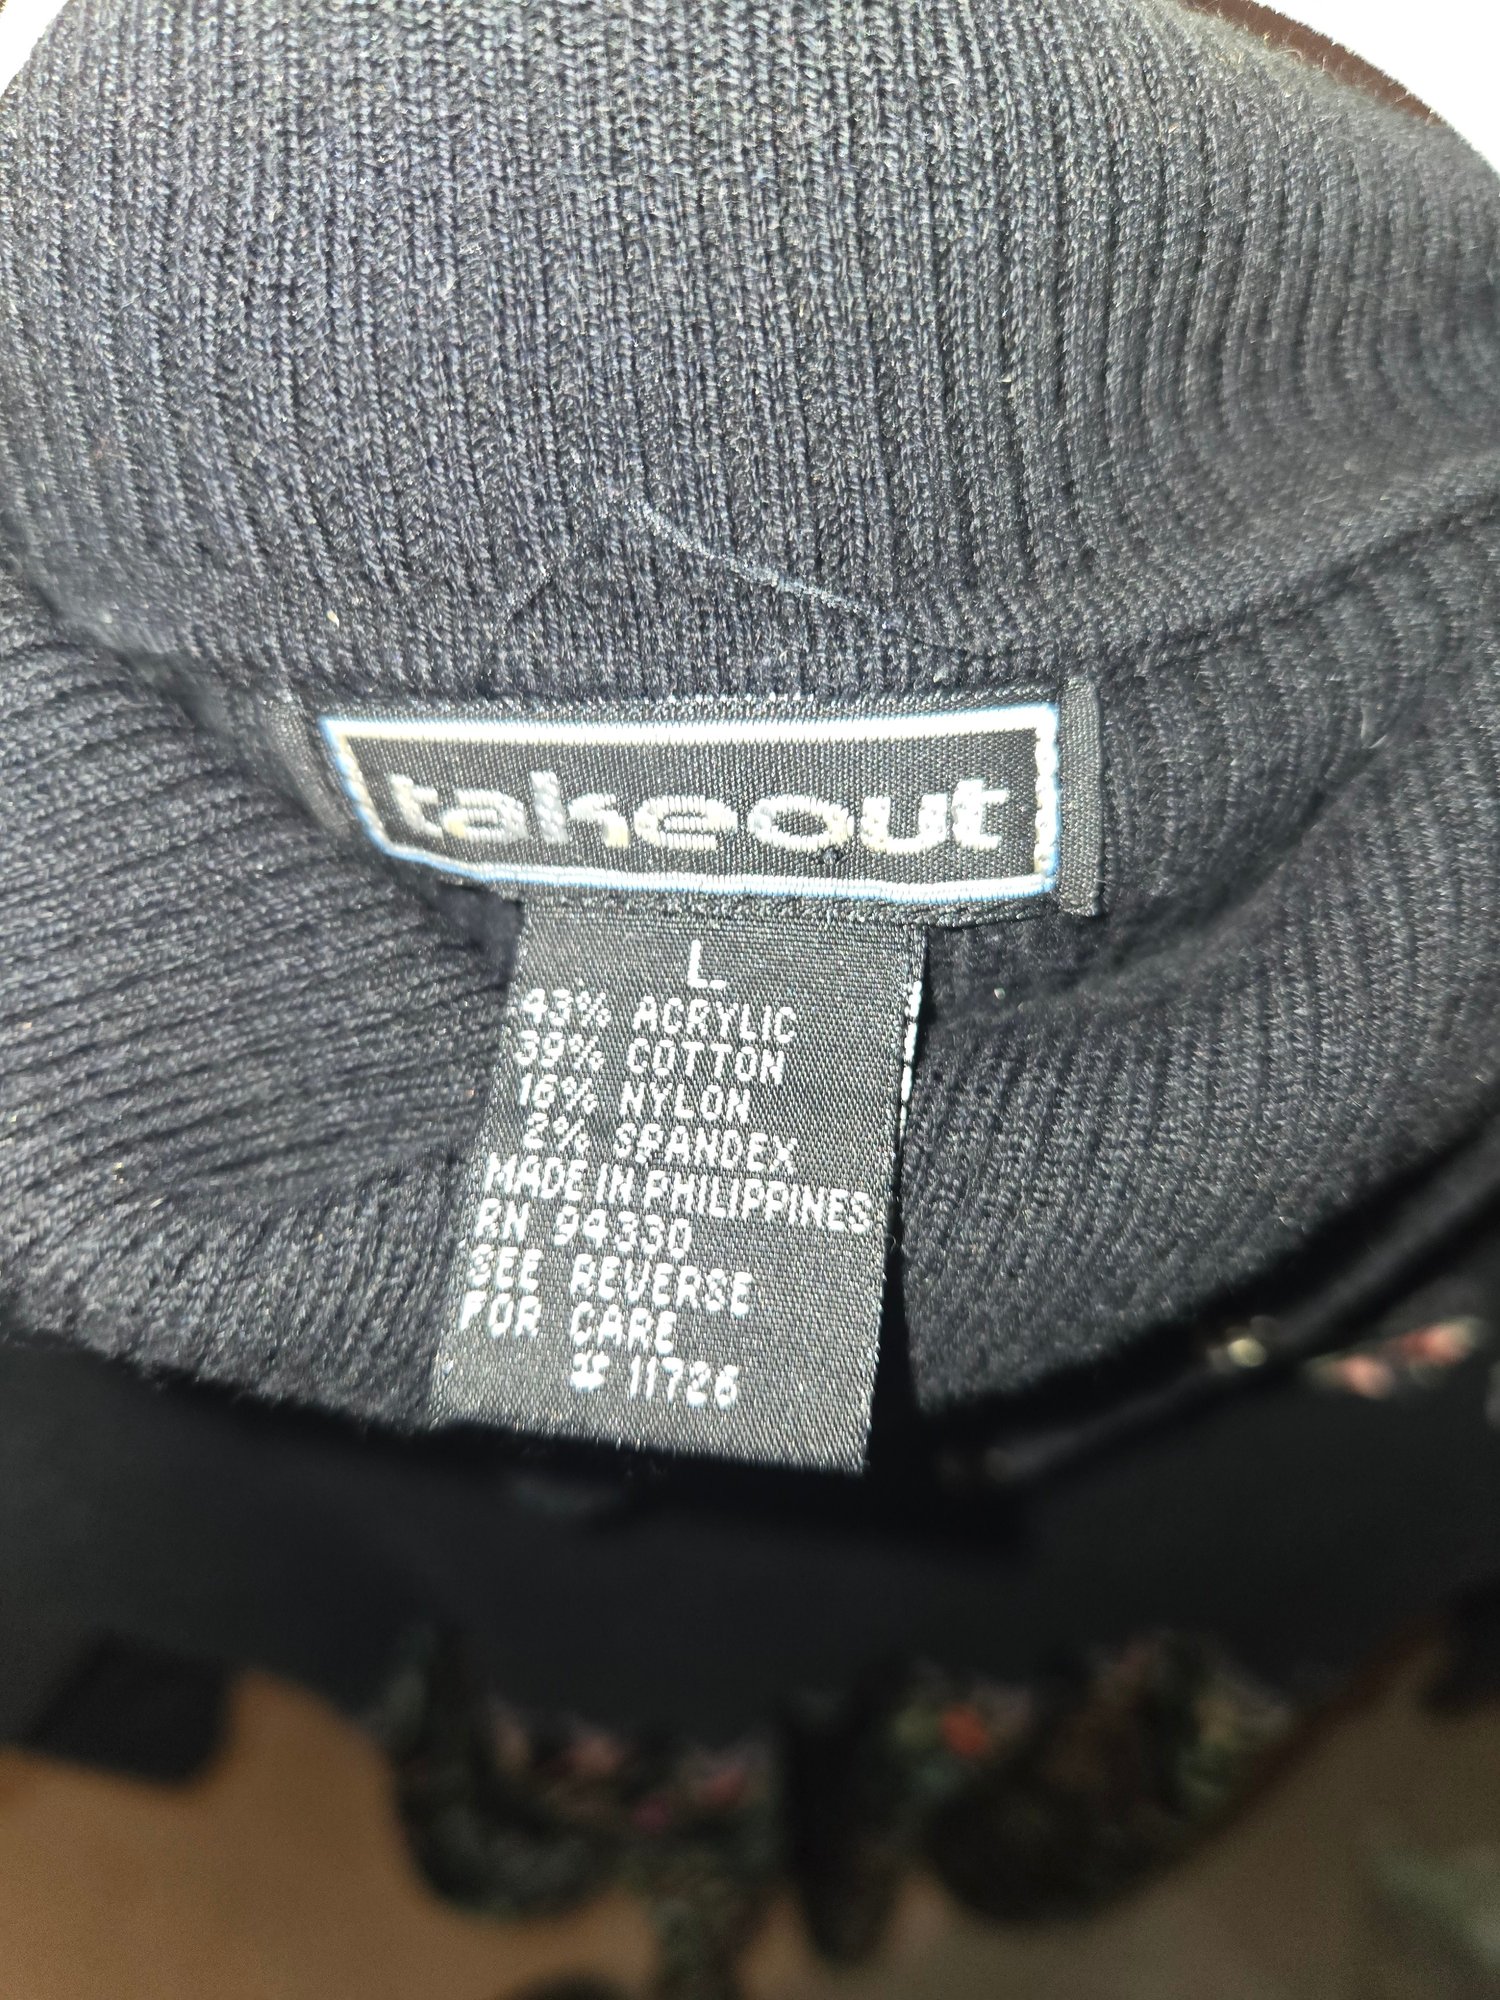 takeout
L
43% ACRYLIC
39% COTTON
16% NYLON
2% SPANDEX
MADE IN PHILIPPINES
RN 94330
SEE REVERSE
FOR CARE
11726